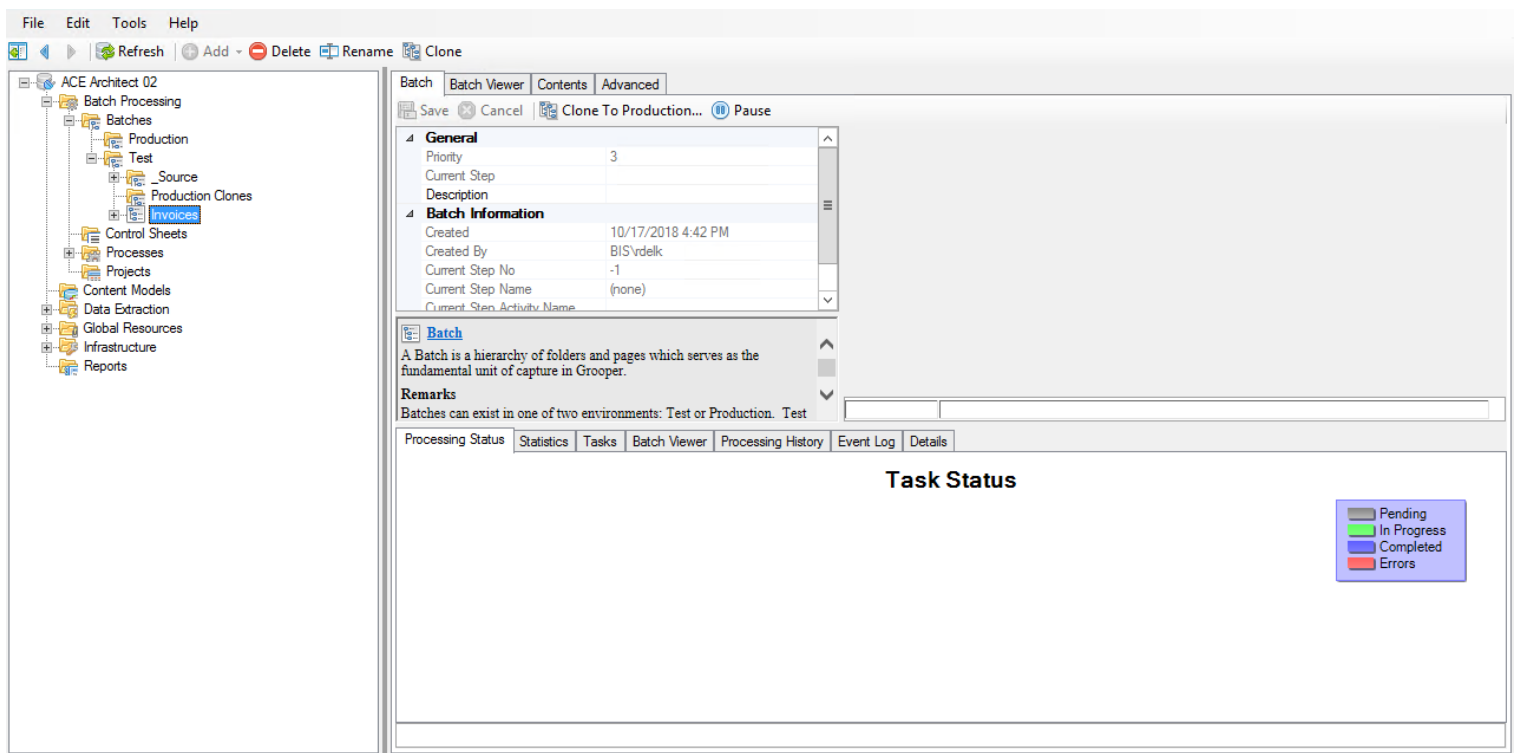 File Edit Tools Help
Refresh Add Delete Rename Clone
ACE Architect 02
Batch Processing
Batches
Production
Test
_Source
Production Clones
Invoices
Control Sheets
Processes
Projects
Content Models
Data Extraction
Global Resources
Infrastructure
Reports
Batch Batch Viewer Contents Advanced
Save Cancel Clone To Production... Pause
General
Priority 3
Current Step
Description
Batch Information
Created 10/17/2018 4:42 PM
Created By BIS\rdelk
Current Step No -1
Current Step Name (none)
Current Step Activity Name
Batch
A Batch is a hierarchy of folders and pages which serves as the
fundamental unit of capture in Grooper.
Remarks
Batches can exist in one of two environments: Test or Production. Test
Processing Status Statistics Tasks Batch Viewer Processing History Event Log Details
Task Status
Pending
In Progress
Completed
Errors